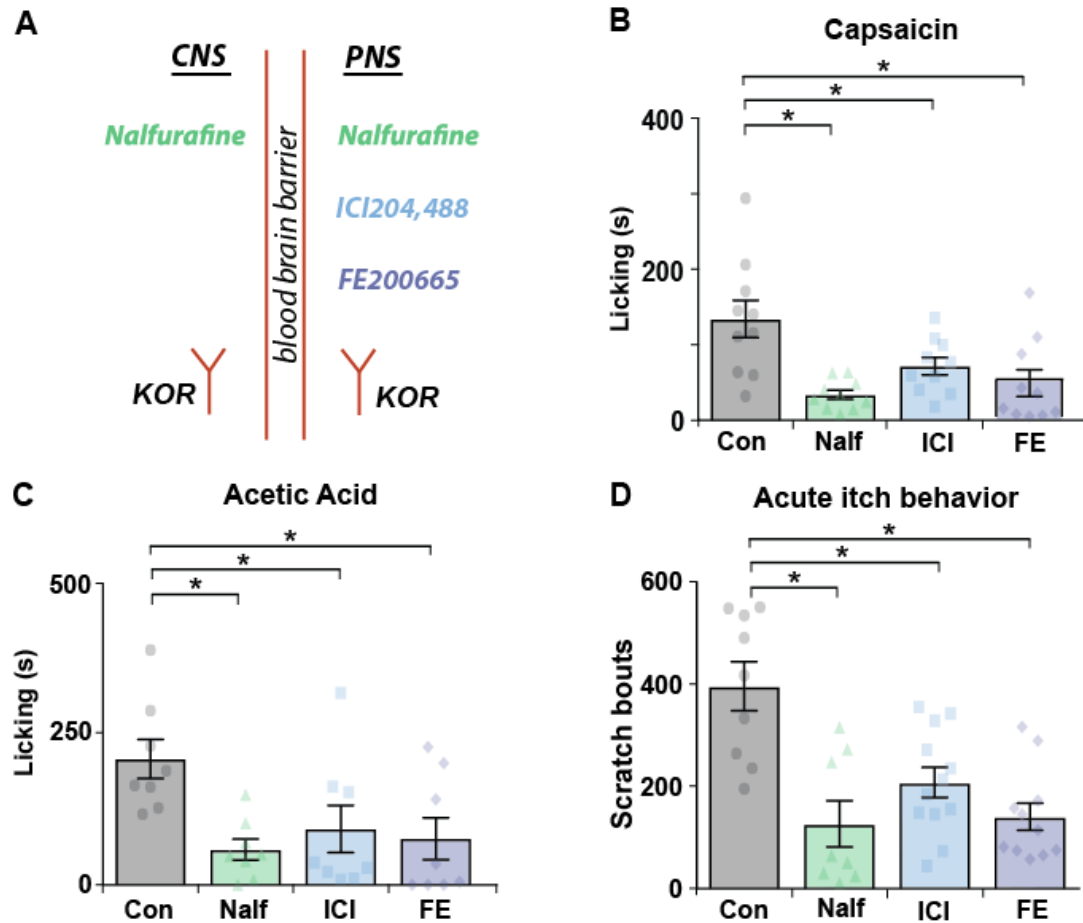 A
CNS
PNS
Nalfurafine
Nalfurafine
ICI204,488
FE200665
blood brain barrier
KOR
KOR
B
Capsaicin
*
*
*
400
200
0
Licking (s)
Con Nalf ICI FE
C
Acetic Acid
*
*
*
500
250
0
Licking (s)
Con Nalf ICI FE
D
Acute itch behavior
*
*
*
600
400
200
0
Scratch bouts
Con Nalf ICI FE